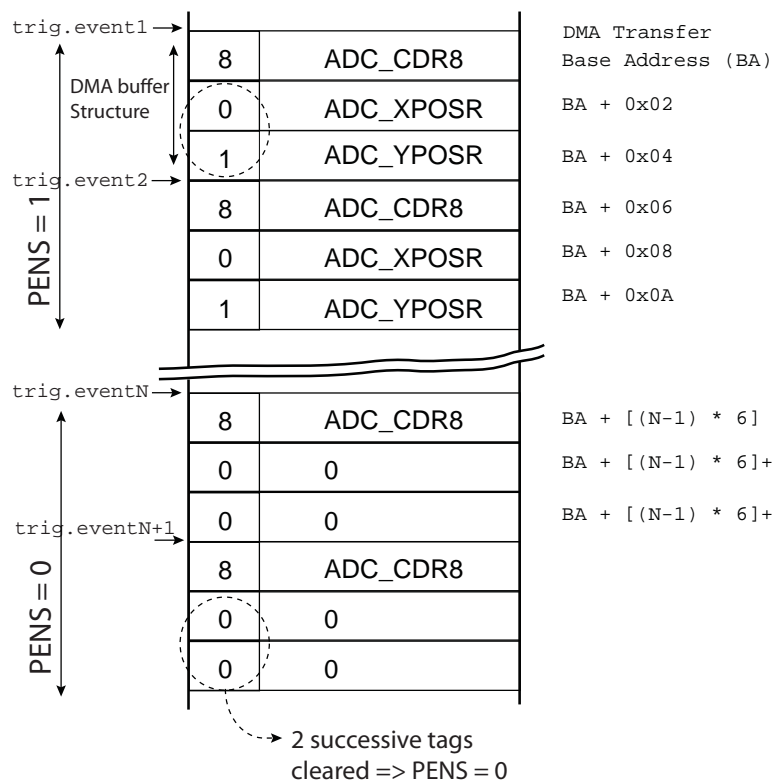 trig.event1
DMA Transfer
8 ADC_CDR8 Base Address (BA)
DMA buffer
Structure
0 ADC_XPOSR BA + 0x02
1 ADC_YPOSR BA + 0x04
trig.event2
8 ADC_CDR8 BA + 0x06
PENS = 1
0 ADC_XPOSR BA + 0x08
1 ADC_YPOSR BA + 0x0A
trig.eventN
8 ADC_CDR8 BA + [(N-1) * 6]
0 0 BA + [(N-1) * 6]+
0 0 BA + [(N-1) * 6]+
trig.eventN+1
8 ADC_CDR8
PENS = 0
0 0
0 0
2 successive tags
cleared => PENS = 0